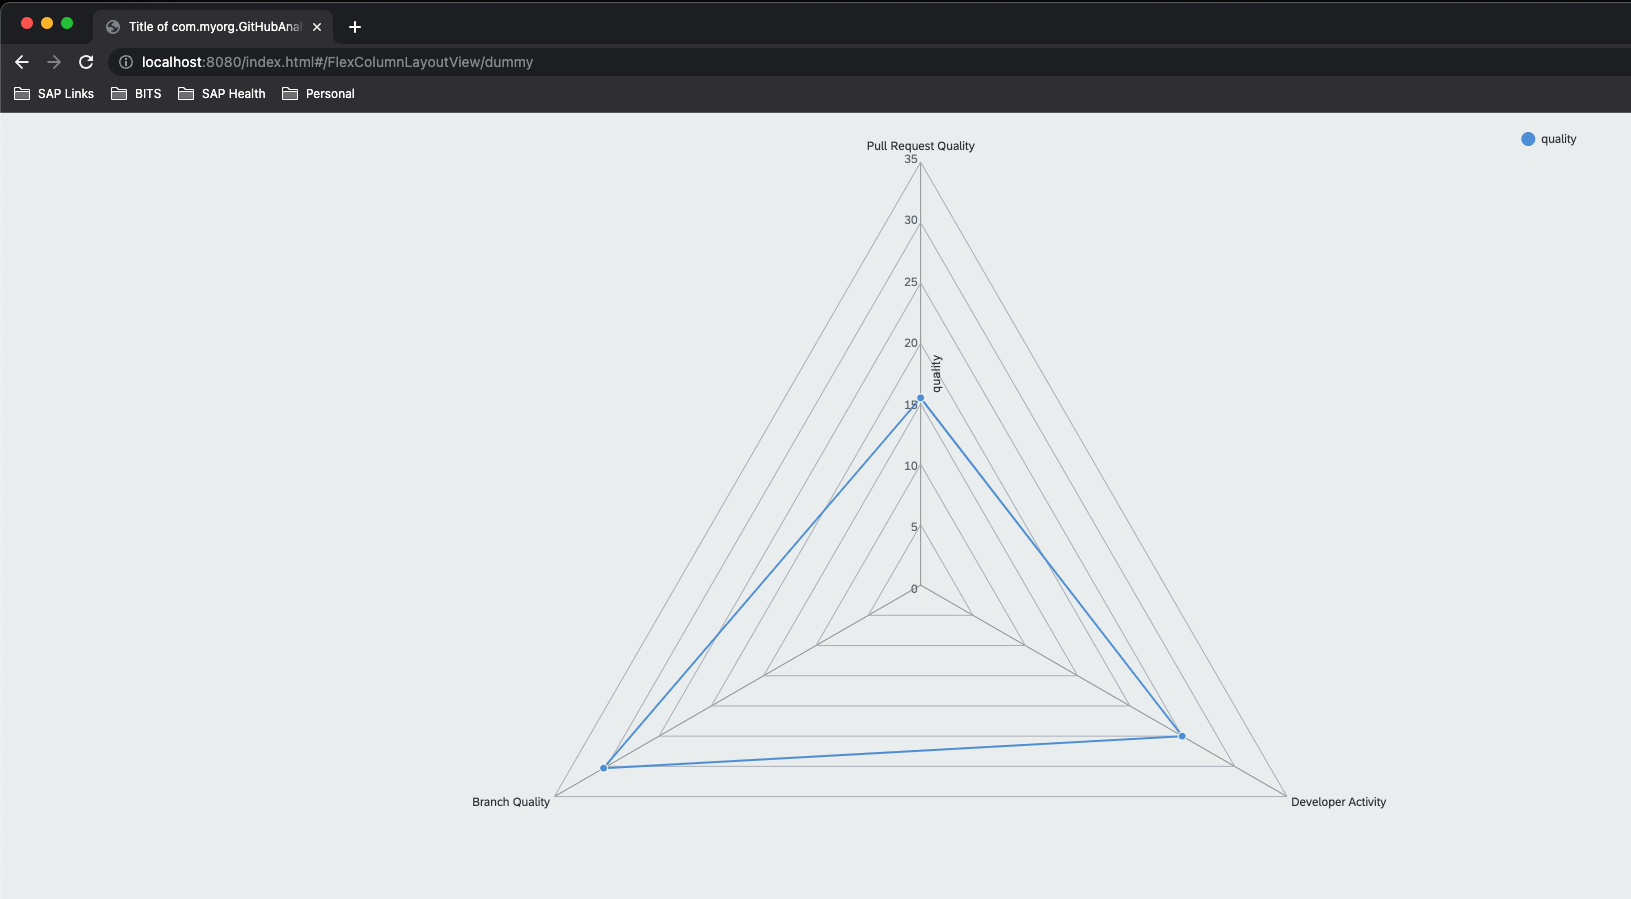 Title of com.myorg.GitHubAnal
localhost:8080/index.html#/FlexColumnLayoutView/dummy
SAP Links BITS SAP Health Personal
quality
Pull Request Quality
35
30
25
20
quality
15
10
5
0
Branch Quality
Developer Activity